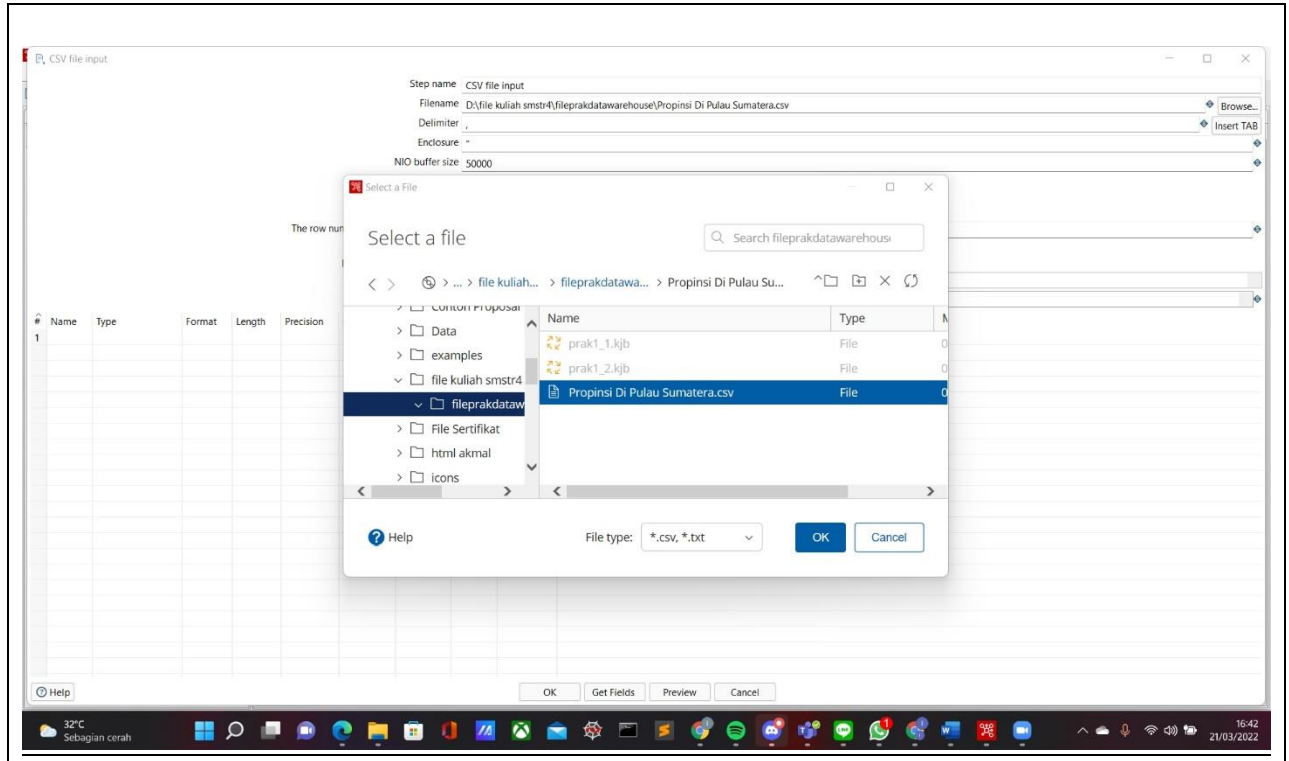 CSV file input
Step name CSV file input
Filename D:\file kuliah smstr4\fileprakdatawarehouse\Propinsi Di Pulau Sumatera.csv Browse...
Delimiter , Insert TAB
Enclosure "
NIO buffer size 50000
Select a File
The row nu
Select a file
Search fileprakdatawarehous
> ... > file kuliah... > fileprakdatawa... > Propinsi Di Pulau Su...
# Name Type Format Length Precision
1
Contoh Proposal
> Data
> examples
file kuliah smstr4
fileprakdataw
> File Sertifikat
> html akmal
> icons
Name Type
prak1_1.kjb File 0
prak1_2.kjb File 0
Propinsi Di Pulau Sumatera.csv File 0
Help File type: *.csv, *.txt OK Cancel
Help OK Get Fields Preview Cancel
32°C
Sebagian cerah
16:42
21/03/2022